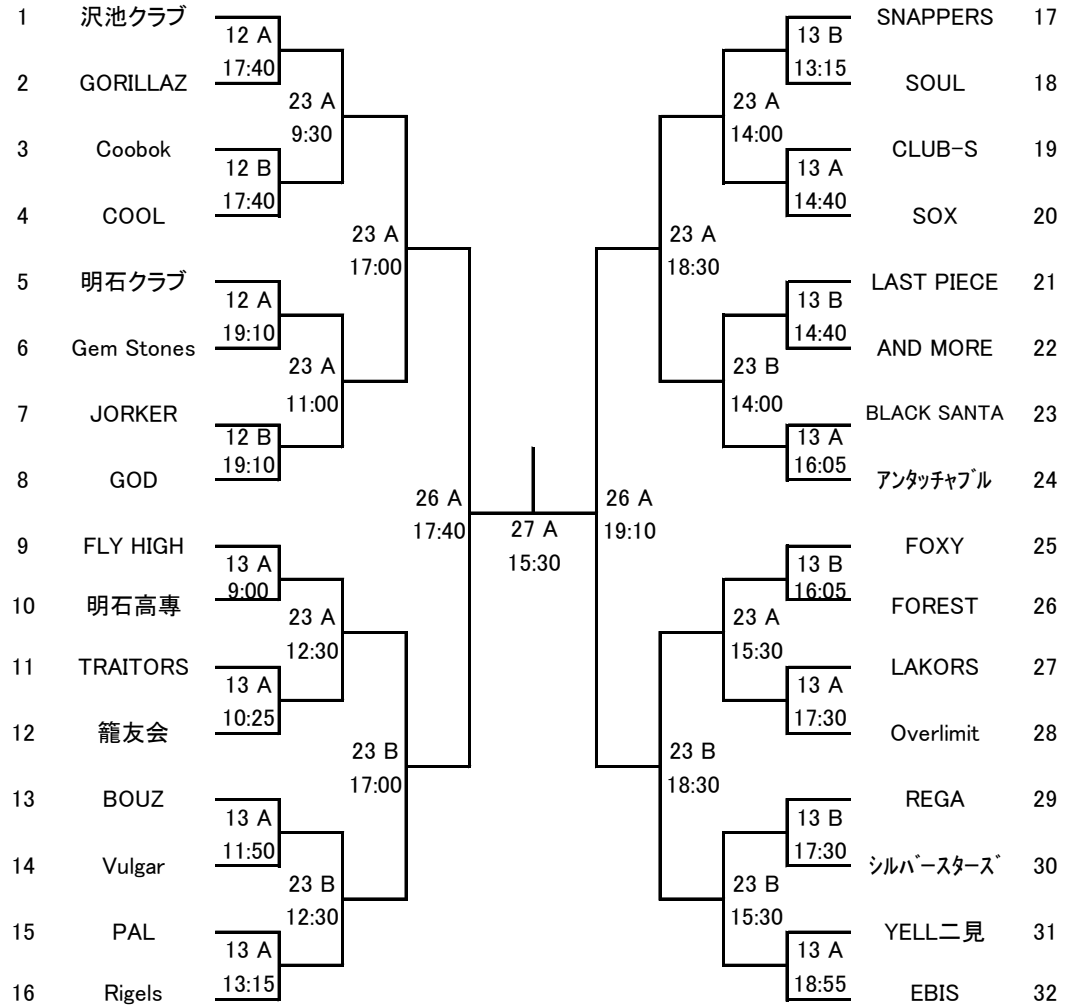 1 沢池クラブ
12 A
17:40
2 GORILLAZ
23 A
9:30
3 Coobok
12 B
17:40
4 COOL
23 A
17:00
5 明石クラブ
12 A
19:10
6 Gem Stones
23 A
11:00
7 JORKER
12 B
19:10
8 GOD
26 A
17:40
9 FLY HIGH
13 A
9:00
10 明石高専
23 A
12:30
11 TRAITORS
13 A
10:25
12 籠友会
23 B
17:00
13 BOUZ
13 A
11:50
14 Vulgar
23 B
12:30
15 PAL
13 A
13:15
16 Rigels
27 A
15:30
SNAPPERS 17
13 B
13:15
SOUL 18
23 A
14:00
CLUB-S 19
13 A
14:40
SOX 20
23 A
18:30
LAST PIECE 21
13 B
14:40
AND MORE 22
23 B
14:00
BLACK SANTA 23
13 A
16:05
アンタッチャブル 24
26 A
19:10
FOXY 25
13 B
16:05
FOREST 26
23 A
15:30
LAKORS 27
13 A
17:30
Overlimit 28
23 B
18:30
REGA 29
13 B
17:30
シルバースターズ 30
23 B
15:30
YELL二見 31
13 A
18:55
EBIS 32